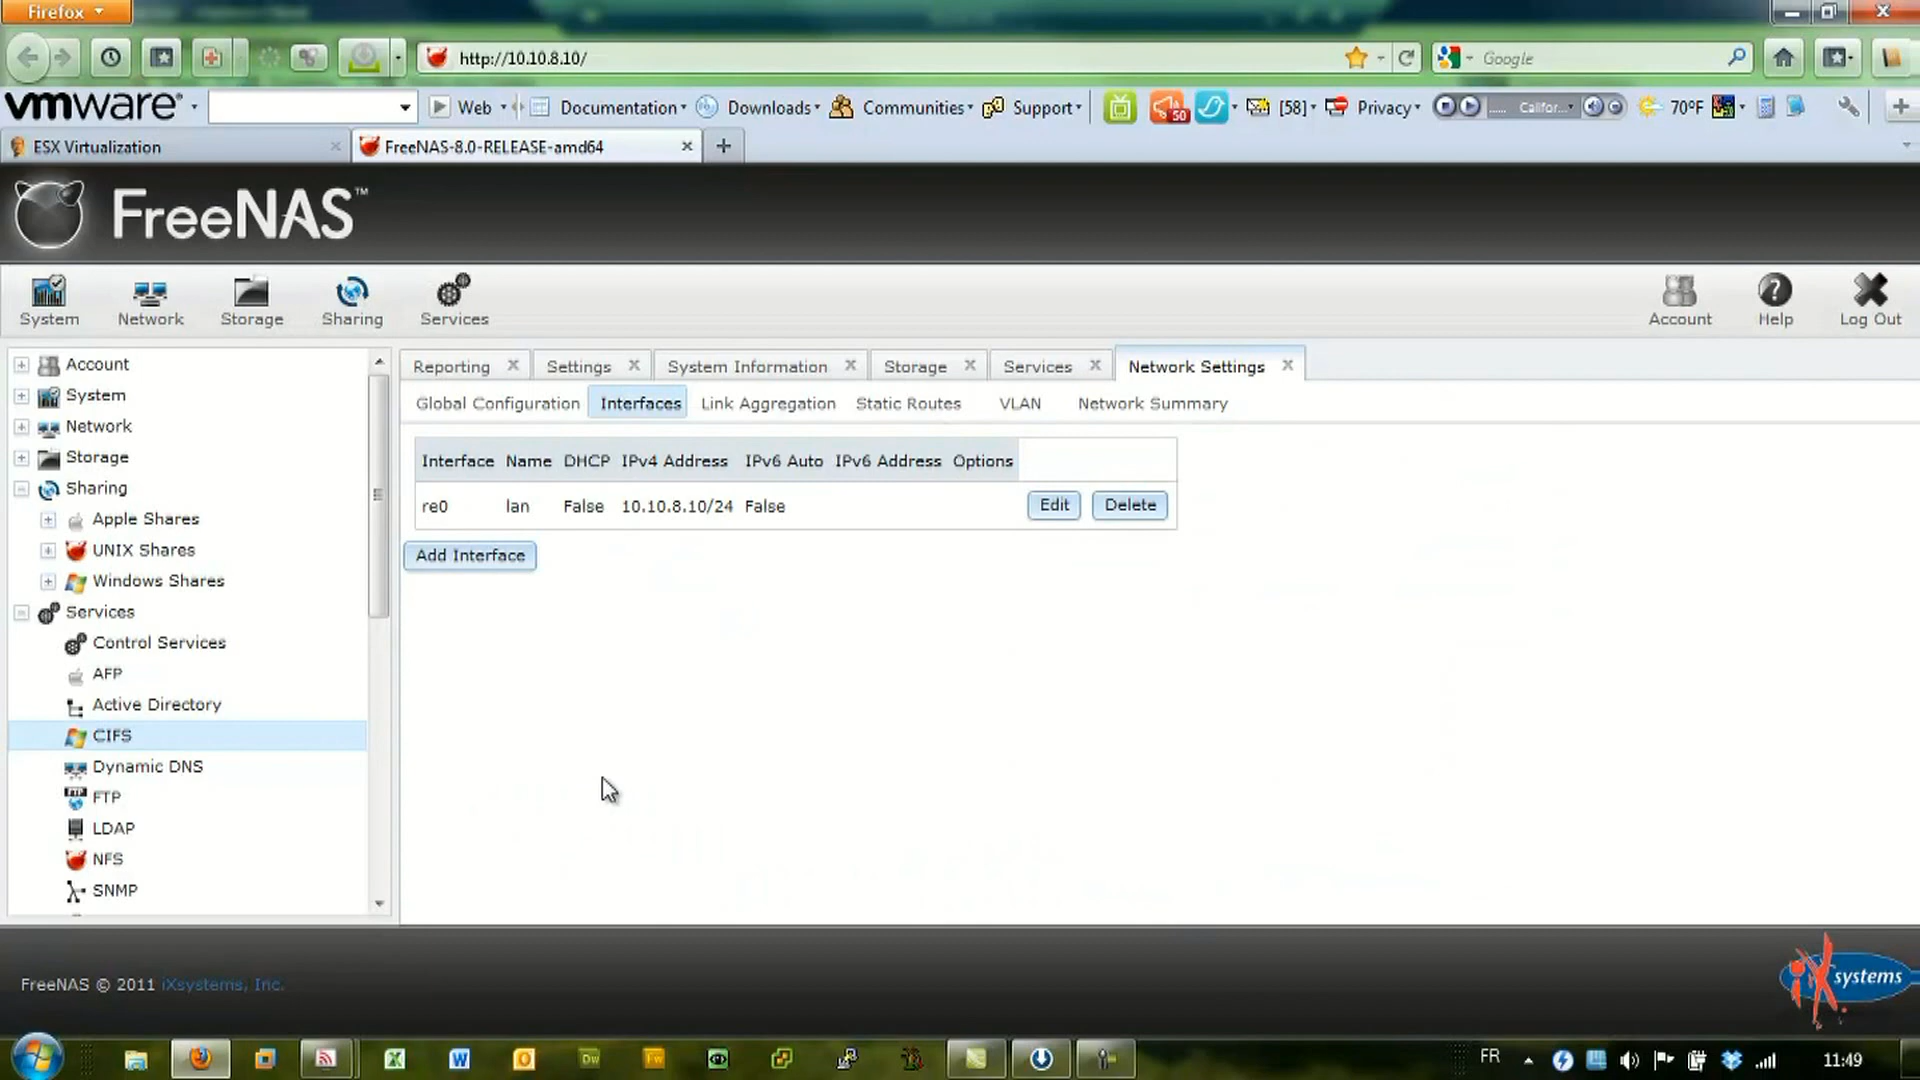 Firefox
http://10.10.8.10/
Google
vmware
Web
Documentation
Downloads
Communities
Support
50
[58]
Privacy
Califor...
70°F
ESX Virtualization
FreeNAS-8.0-RELEASE-amd64
FreeNAS™
System
Network
Storage
Sharing
Services
Account
Help
Log Out
Account
System
Network
Storage
Sharing
Apple Shares
UNIX Shares
Windows Shares
Services
Control Services
AFP
Active Directory
CIFS
Dynamic DNS
FTP
LDAP
NFS
SNMP
Reporting
Settings
System Information
Storage
Services
Network Settings
Global Configuration
Interfaces
Link Aggregation
Static Routes
VLAN
Network Summary
Interface Name DHCP IPv4 Address IPv6 Auto IPv6 Address Options
re0 lan False 10.10.8.10/24 False
Edit
Delete
Add Interface
FreeNAS © 2011 iXsystems, Inc.
iXsystems
Dw
Fw
FR
11:49